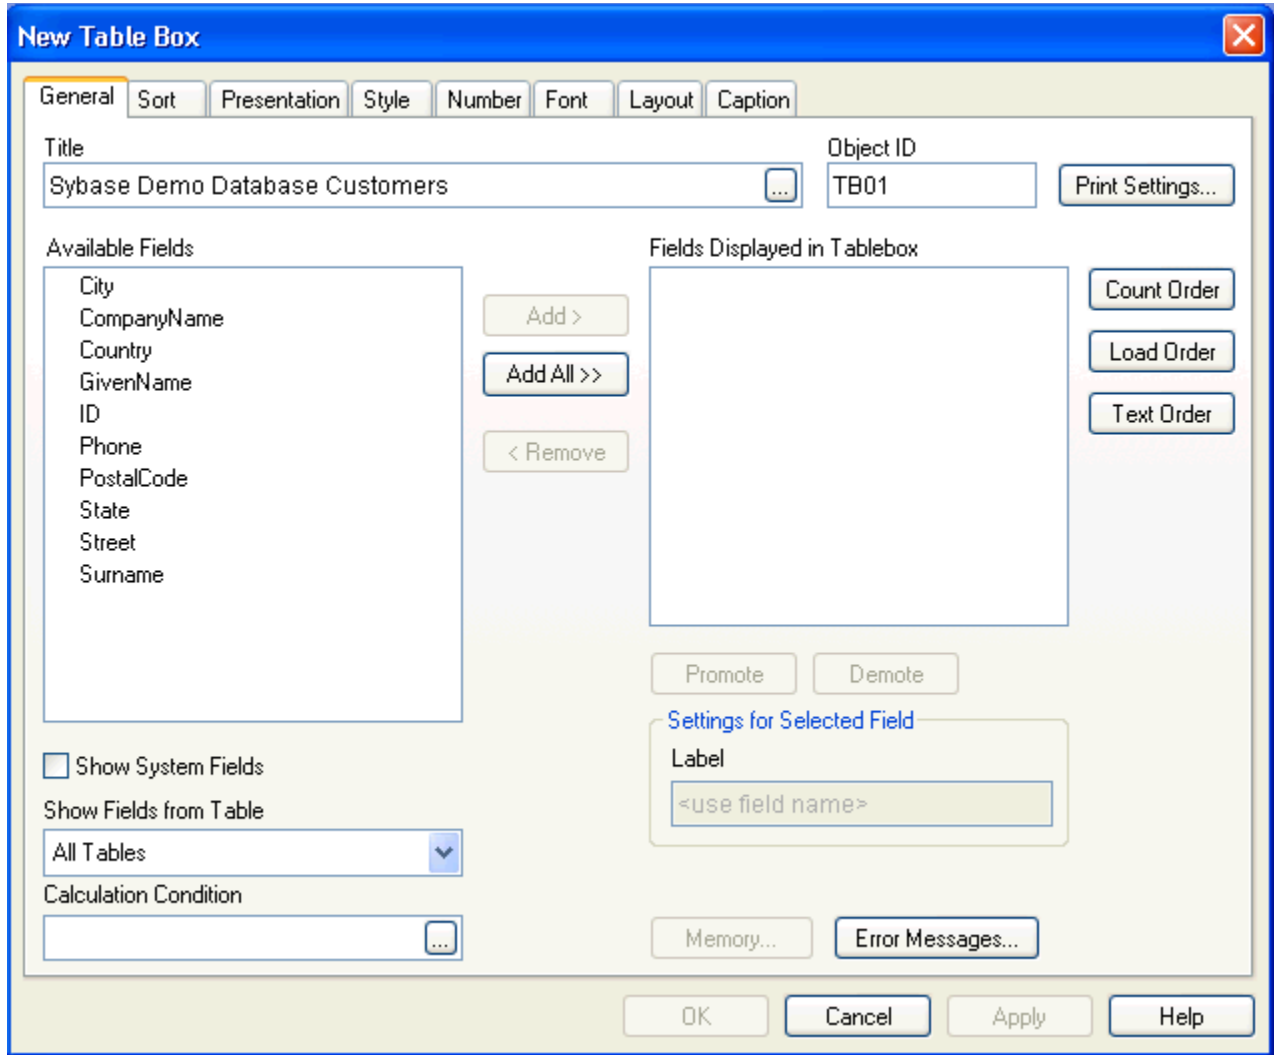 New Table Box
General Sort Presentation Style Number Font Layout Caption
Title Object ID
Sybase Demo Database Customers ... TB01 Print Settings...
Available Fields Fields Displayed in Tablebox
City
CompanyName
Country
GivenName
ID
Phone
PostalCode
State
Street
Surname
Add >
Add All >>
< Remove
Count Order
Load Order
Text Order
Promote Demote
Settings for Selected Field
Label
<use field name>
Show System Fields
Show Fields from Table
All Tables
Calculation Condition
...
Memory... Error Messages...
OK Cancel Apply Help